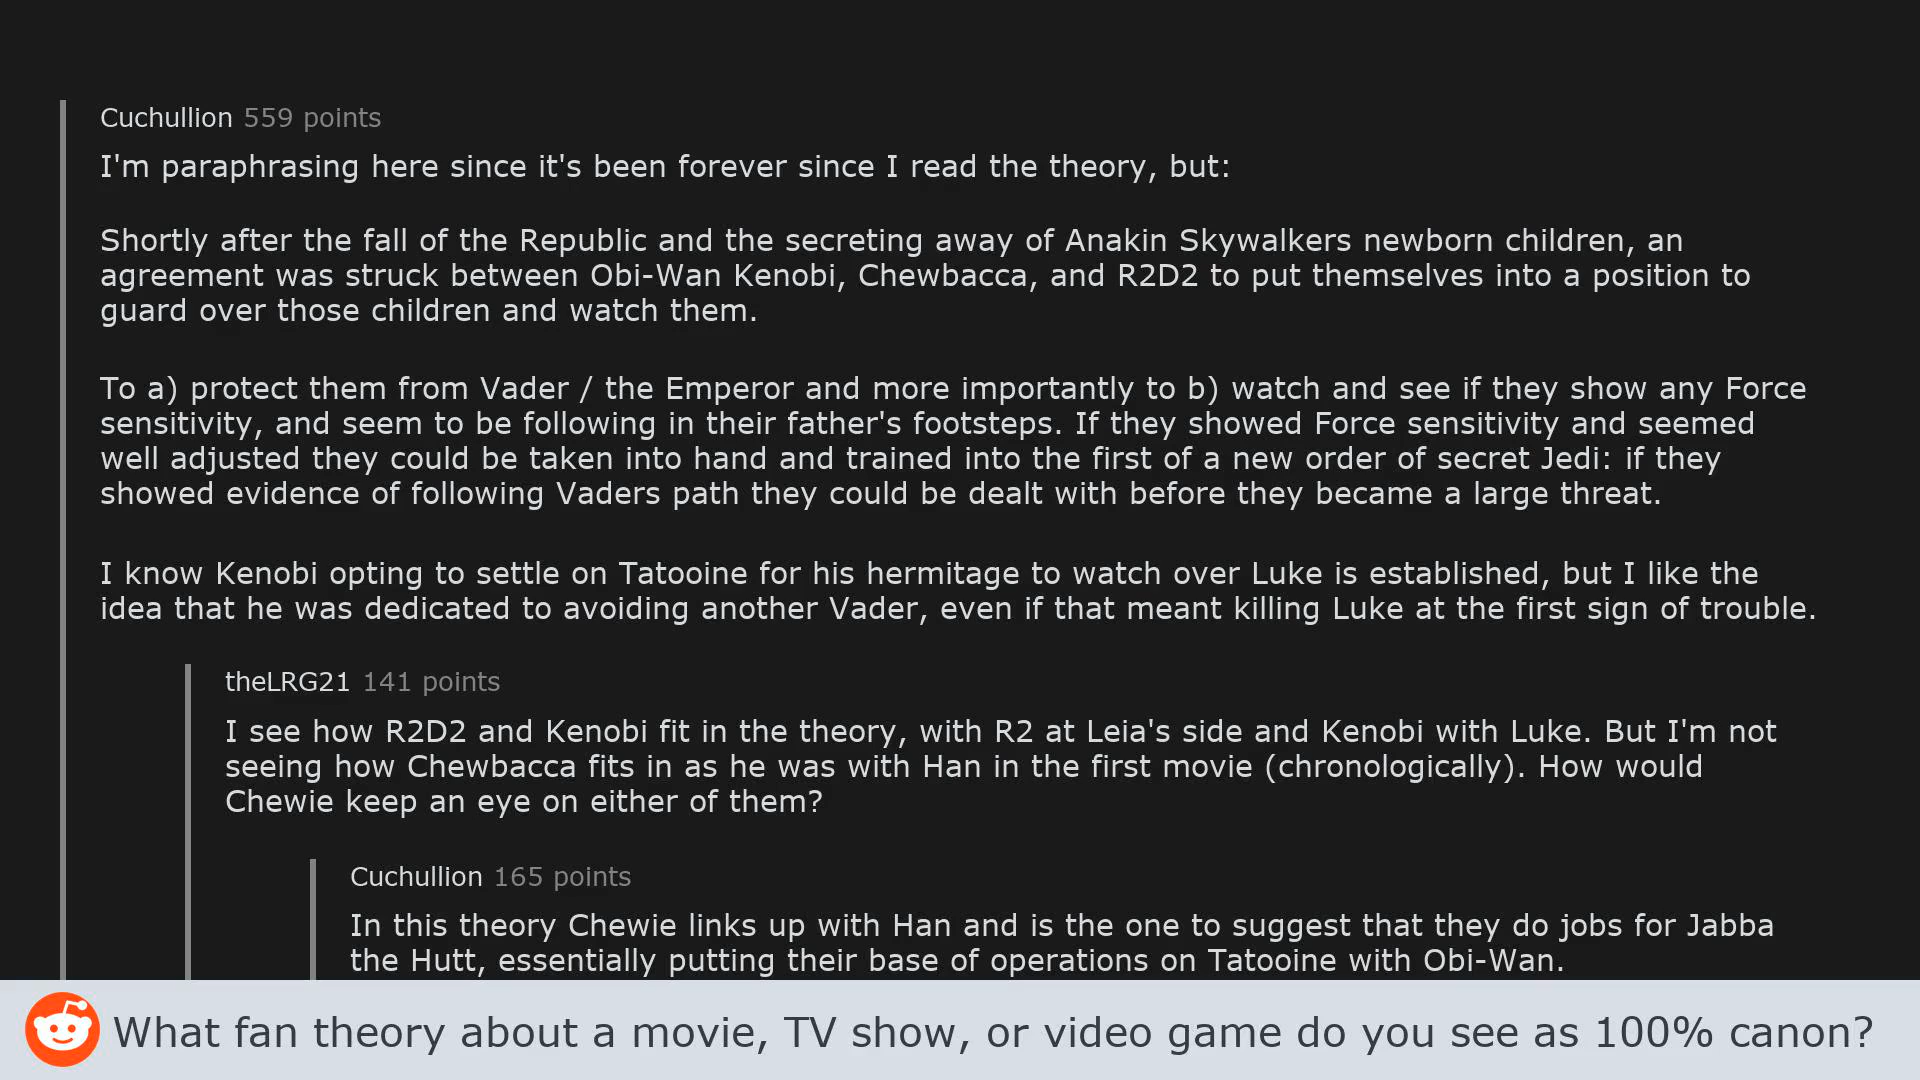 Cuchullion 559 points
I'm paraphrasing here since it's been forever since I read the theory, but:
Shortly after the fall of the Republic and the secreting away of Anakin Skywalkers newborn children, an
agreement was struck between Obi-Wan Kenobi, Chewbacca, and R2D2 to put themselves into a position to
guard over those children and watch them.
To a) protect them from Vader / the Emperor and more importantly to b) watch and see if they show any Force
sensitivity, and seem to be following in their father's footsteps. If they showed Force sensitivity and seemed
well adjusted they could be taken into hand and trained into the first of a new order of secret Jedi: if they
showed evidence of following Vaders path they could be dealt with before they became a large threat.
I know Kenobi opting to settle on Tatooine for his hermitage to watch over Luke is established, but I like the
idea that he was dedicated to avoiding another Vader, even if that meant killing Luke at the first sign of trouble.
theLRG21 141 points
I see how R2D2 and Kenobi fit in the theory, with R2 at Leia's side and Kenobi with Luke. But I'm not
seeing how Chewbacca fits in as he was with Han in the first movie (chronologically). How would
Chewie keep an eye on either of them?
Cuchullion 165 points
In this theory Chewie links up with Han and is the one to suggest that they do jobs for Jabba
the Hutt, essentially putting their base of operations on Tatooine with Obi-Wan.
What fan theory about a movie, TV show, or video game do you see as 100% canon?